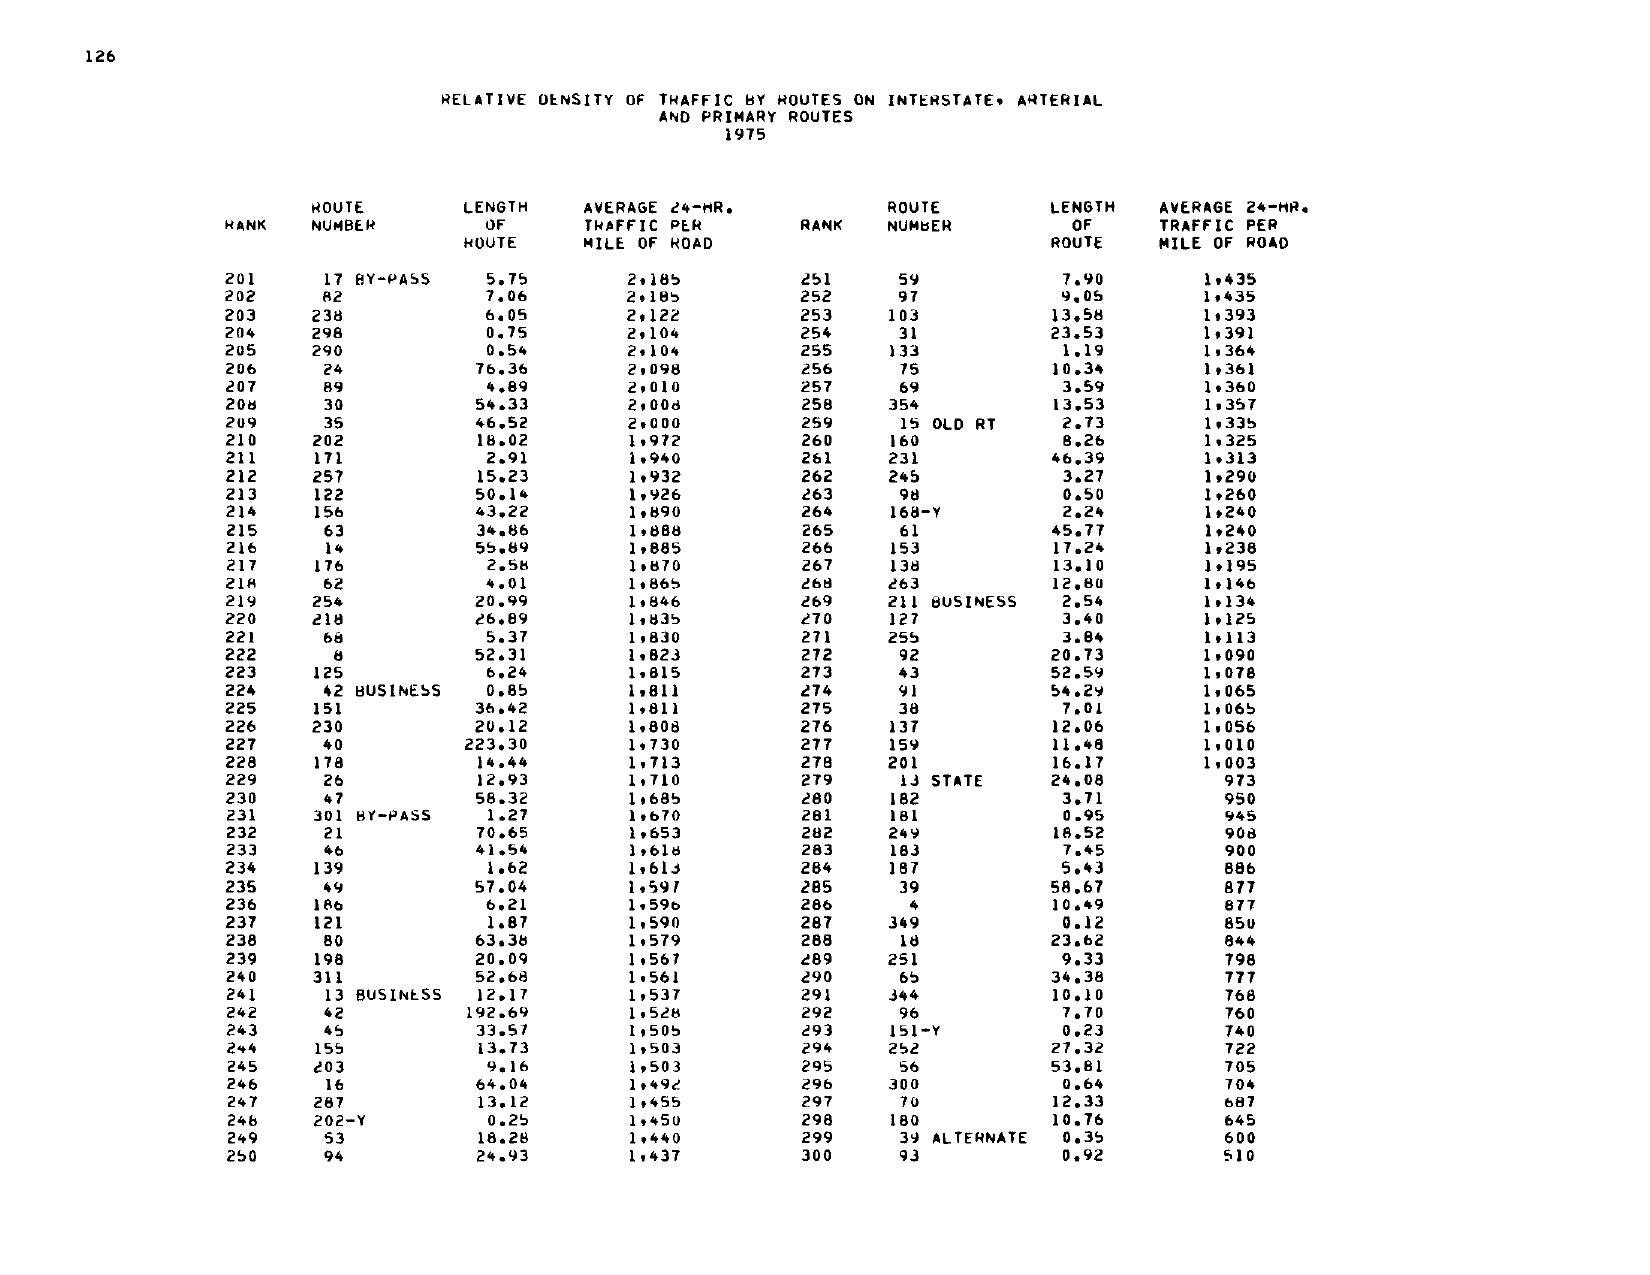 126
RELATIVE DENSITY OF TRAFFIC BY ROUTES ON INTERSTATE, ARTERIAL
AND PRIMARY ROUTES
1975
ROUTE LENGTH AVERAGE 24-HR. ROUTE LENGTH AVERAGE 24-HR.
RANK NUMBER OF TRAFFIC PER RANK NUMBER OF TRAFFIC PER
ROUTE MILE OF ROAD ROUTE MILE OF ROAD
201 17 BY-PASS 5.75 2,185 251 59 7.90 1,435
202 82 7.06 2,185 252 97 9.05 1,435
203 238 6.05 2,122 253 103 13.58 1,393
204 298 0.75 2,104 254 31 23.53 1,391
205 290 0.54 2,104 255 133 1.19 1,364
206 24 76.36 2,098 256 75 10.34 1,361
207 89 4.89 2,010 257 69 3.59 1,360
208 30 54.33 2,008 258 354 13.53 1,357
209 35 46.52 2,000 259 15 OLD RT 2.73 1,335
210 202 18.02 1,972 260 160 8.26 1,325
211 171 2.91 1,940 261 231 46.39 1,313
212 257 15.23 1,932 262 245 3.27 1,290
213 122 50.14 1,926 263 98 0.50 1,260
214 156 43.22 1,890 264 168-Y 2.24 1,240
215 63 34.86 1,888 265 61 45.77 1,240
216 14 55.89 1,885 266 153 17.24 1,238
217 176 2.58 1,870 267 138 13.10 1,195
218 62 4.01 1,865 268 263 12.80 1,146
219 254 20.99 1,846 269 211 BUSINESS 2.54 1,134
220 218 26.89 1,835 270 127 3.40 1,125
221 68 5.37 1,830 271 255 3.84 1,113
222 8 52.31 1,823 272 92 20.73 1,090
223 125 6.24 1,815 273 43 52.59 1,078
224 42 BUSINESS 0.85 1,811 274 91 54.29 1,065
225 151 36.42 1,811 275 38 7.01 1,065
226 230 20.12 1,808 276 137 12.06 1,056
227 40 223.30 1,730 277 159 11.48 1,010
228 178 14.44 1,713 278 201 16.17 1,003
229 26 12.93 1,710 279 13 STATE 24.08 973
230 47 58.32 1,685 280 182 3.71 950
231 301 BY-PASS 1.27 1,670 281 181 0.95 945
232 21 70.65 1,653 282 249 18.52 908
233 46 41.54 1,618 283 183 7.45 900
234 139 1.62 1,613 284 187 5.43 886
235 49 57.04 1,597 285 39 58.67 877
236 186 6.21 1,596 286 4 10.49 877
237 121 1.87 1,590 287 349 0.12 850
238 80 63.38 1,579 288 18 23.62 844
239 198 20.09 1,567 289 251 9.33 798
240 311 52.68 1,561 290 65 34.38 777
241 13 BUSINESS 12.17 1,537 291 344 10.10 768
242 42 192.69 1,528 292 96 7.70 760
243 45 33.57 1,505 293 151-Y 0.23 740
244 155 13.73 1,503 294 252 27.32 722
245 203 9.16 1,503 295 56 53.81 705
246 16 64.04 1,492 296 300 0.64 704
247 287 13.12 1,455 297 70 12.33 687
248 202-Y 0.25 1,450 298 180 10.76 645
249 53 18.28 1,440 299 39 ALTERNATE 0.35 600
250 94 24.93 1,437 300 93 0.92 510